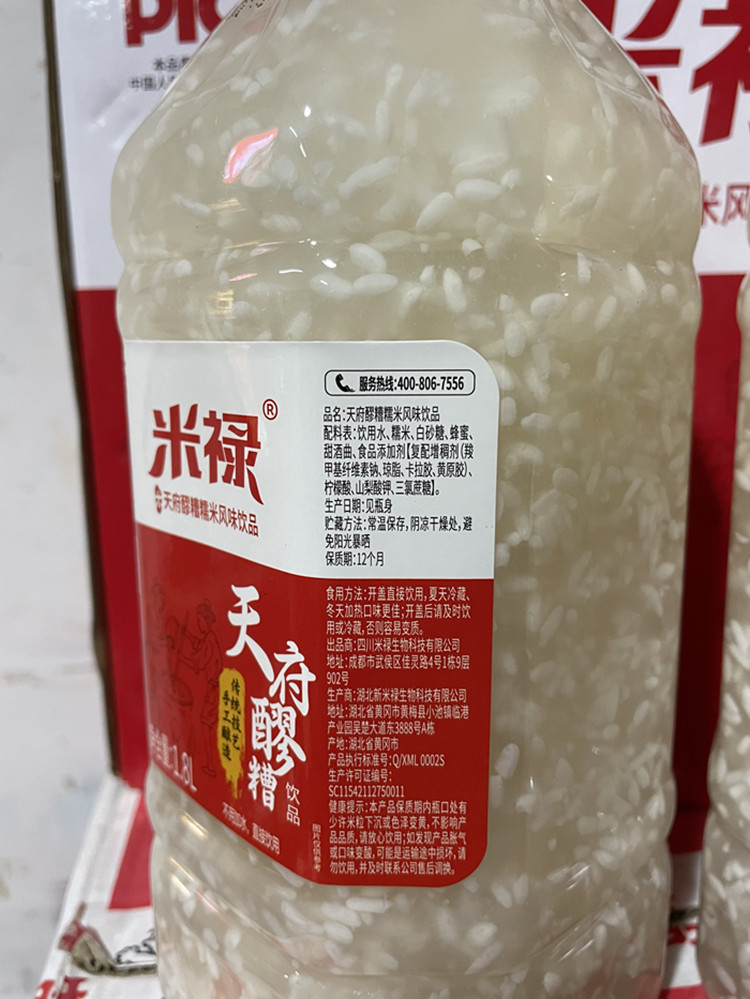 米禄®
天府醪糟糯米风味饮品
天府醪糟
饮品
传统技艺
手工酿造
1.8L
直接饮用
图片仅供参考
服务热线:400-806-7556
品名:天府醪糟糯米风味饮品
配料表:饮用水、糯米、白砂糖、蜂蜜、
甜酒曲、食品添加剂【复配增稠剂(羧
甲基纤维素钠、琼脂、卡拉胶、黄原胶)、
柠檬酸、山梨酸钾、三氯蔗糖】。
生产日期:见瓶身
贮藏方法:常温保存,阴凉干燥处,避
免阳光暴晒
保质期:12个月
食用方法:开盖直接饮用,夏天冷藏、
冬天加热口味更佳;开盖后请及时饮
用或冷藏,否则容易变质。
出品商:四川米禄生物科技有限公司
地址:成都市武侯区佳灵路4号1栋9层
902号
生产商:湖北新米禄生物科技有限公司
地址:湖北省黄冈市黄梅县小池镇临港
产业园吴楚大道东3888号A栋
产地:湖北省黄冈市
产品执行标准号:Q/XML 0002S
生产许可证编号:
SC11542112750011
健康提示:本产品保质期内瓶口处有
少许米粒下沉或色泽变黄,不影响产
品品质,请放心饮用;如发现产品胀气
或口味变酸,可能是运输途中损坏,请
勿饮用,并及时联系公司售后调换。
米风